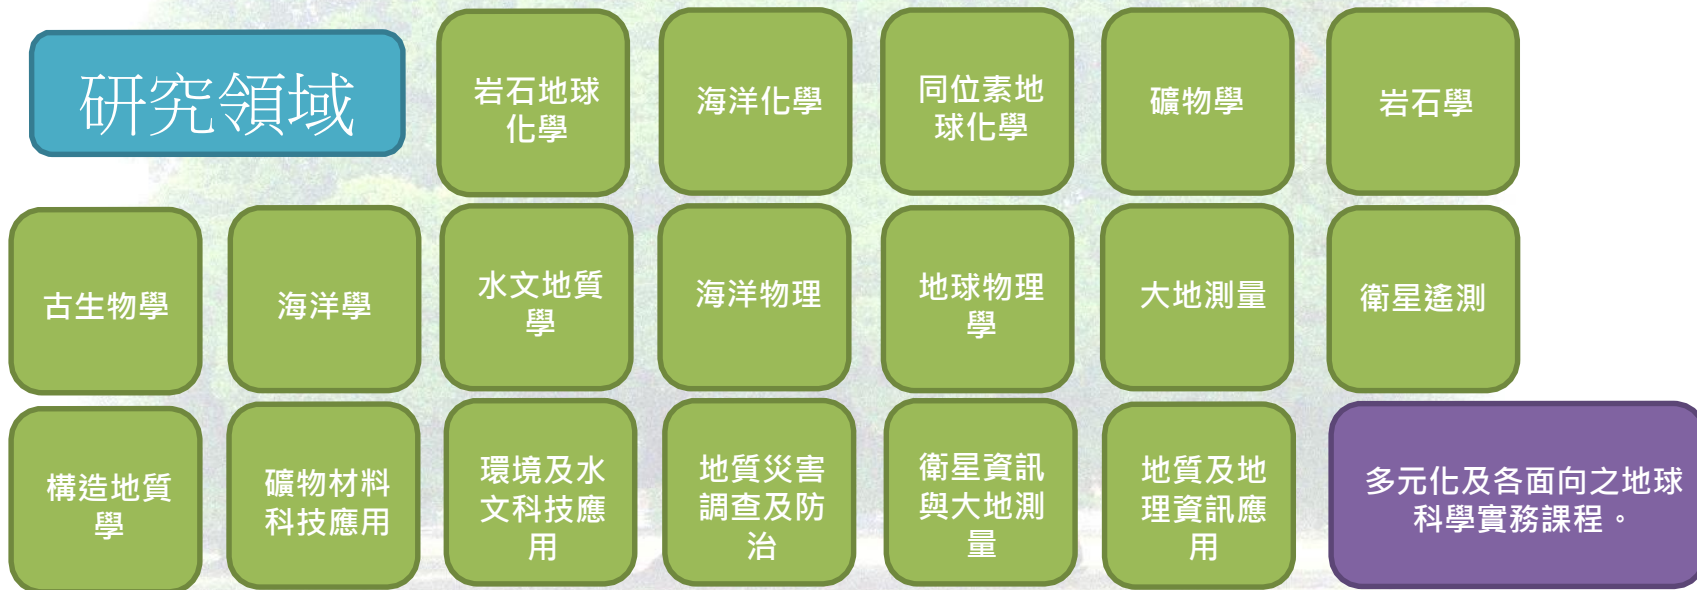 研究領域
岩石地球
化學
海洋化學
同位素地
球化學
礦物學
岩石學
古生物學
海洋學
水文地質
學
海洋物理
地球物理
學
大地測量
衛星遙測
構造地質
學
礦物材料
科技應用
環境及水
文科技應
用
地質災害
調查及防
治
衛星資訊
與大地測
量
地質及地
理資訊應
用
多元化及各面向之地球
科學實務課程。